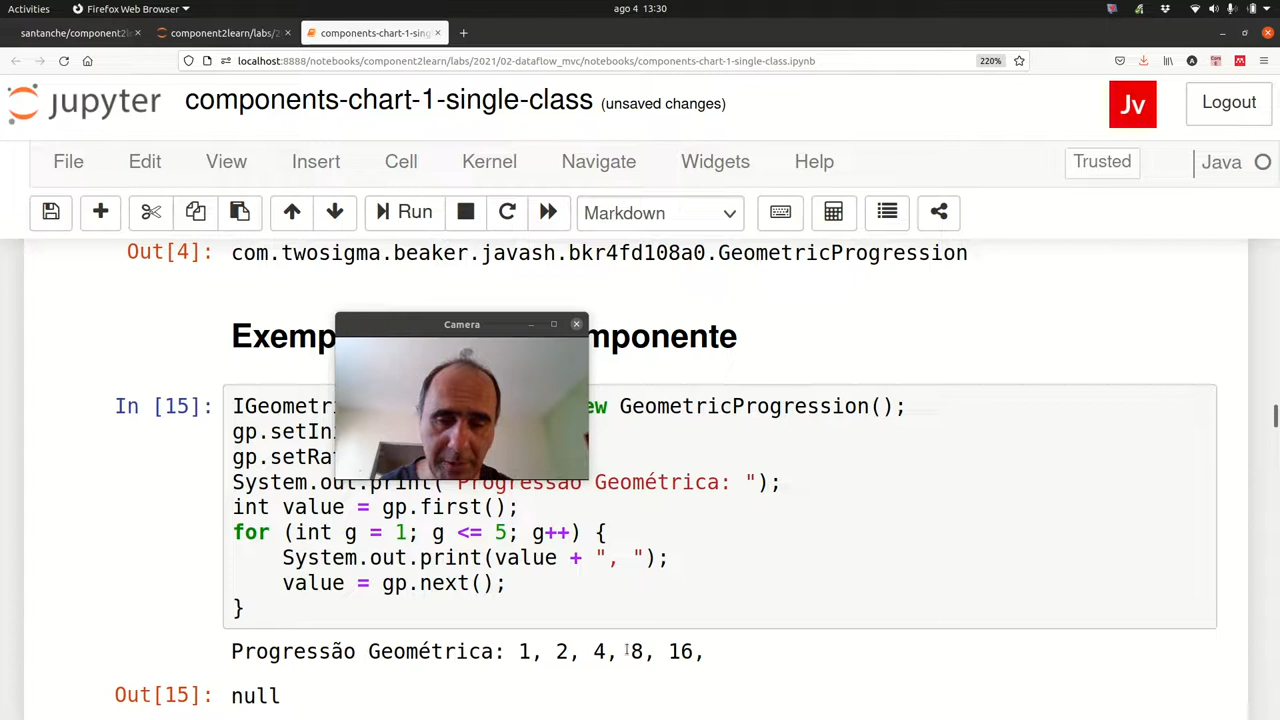 Activities
Firefox Web Browser
ago 4 13:30
santanche/component2l
component2learn/labs/2
components-chart-1-sing
localhost:8888/notebooks/component2learn/labs/2021/02-dataflow_mvc/notebooks/components-chart-1-single-class.ipynb
220%
jupyter
components-chart-1-single-class (unsaved changes)
Jv
Logout
File Edit View Insert Cell Kernel Navigate Widgets Help
Trusted
Java
Run
Markdown
Out[4]: com.twosigma.beaker.javash.bkr4fd108a0.GeometricProgression
Camera
Exemp mponente
In [15]: IGeometri ew GeometricProgression();
gp.setIni
gp.setRa
System.out.print("Progressão Geométrica: ");
int value = gp.first();
for (int g = 1; g <= 5; g++) {
System.out.print(value + ", ");
value = gp.next();
}
Progressão Geométrica: 1, 2, 4, 8, 16,
Out[15]: null